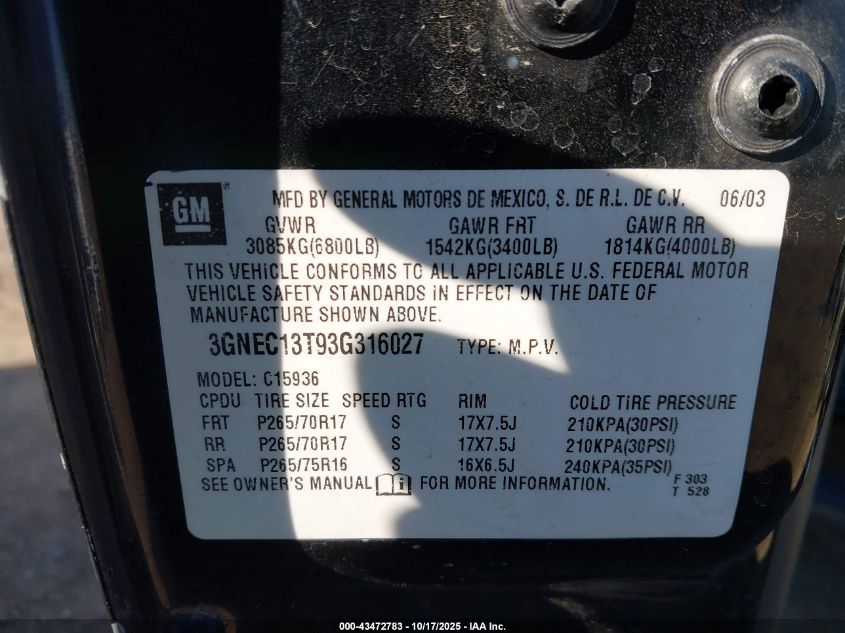 GM MFD BY GENERAL MOTORS DE MEXICO, S. DE R.L. DE C.V. 06/03
GVWR GAWR FRT GAWR RR
3085KG(6800LB) 1542KG(3400LB) 1814KG(4000LB)
THIS VEHICLE CONFORMS TO ALL APPLICABLE U.S. FEDERAL MOTOR
VEHICLE SAFETY STANDARDS IN EFFECT ON THE DATE OF
MANUFACTURE SHOWN ABOVE.
3GNEC13T93G316027 TYPE: M.P.V.
MODEL: C15936
CPDU TIRE SIZE SPEED RTG RIM COLD TIRE PRESSURE
FRT P265/70R17 S 17X7.5J 210KPA(30PSI)
RR P265/70R17 S 17X7.5J 210KPA(30PSI)
SPA P265/75R16 S 16X6.5J 240KPA(35PSI)
SEE OWNER'S MANUAL i FOR MORE INFORMATION. F 303
T 528
000-43472783 - 10/17/2025 - IAA Inc.